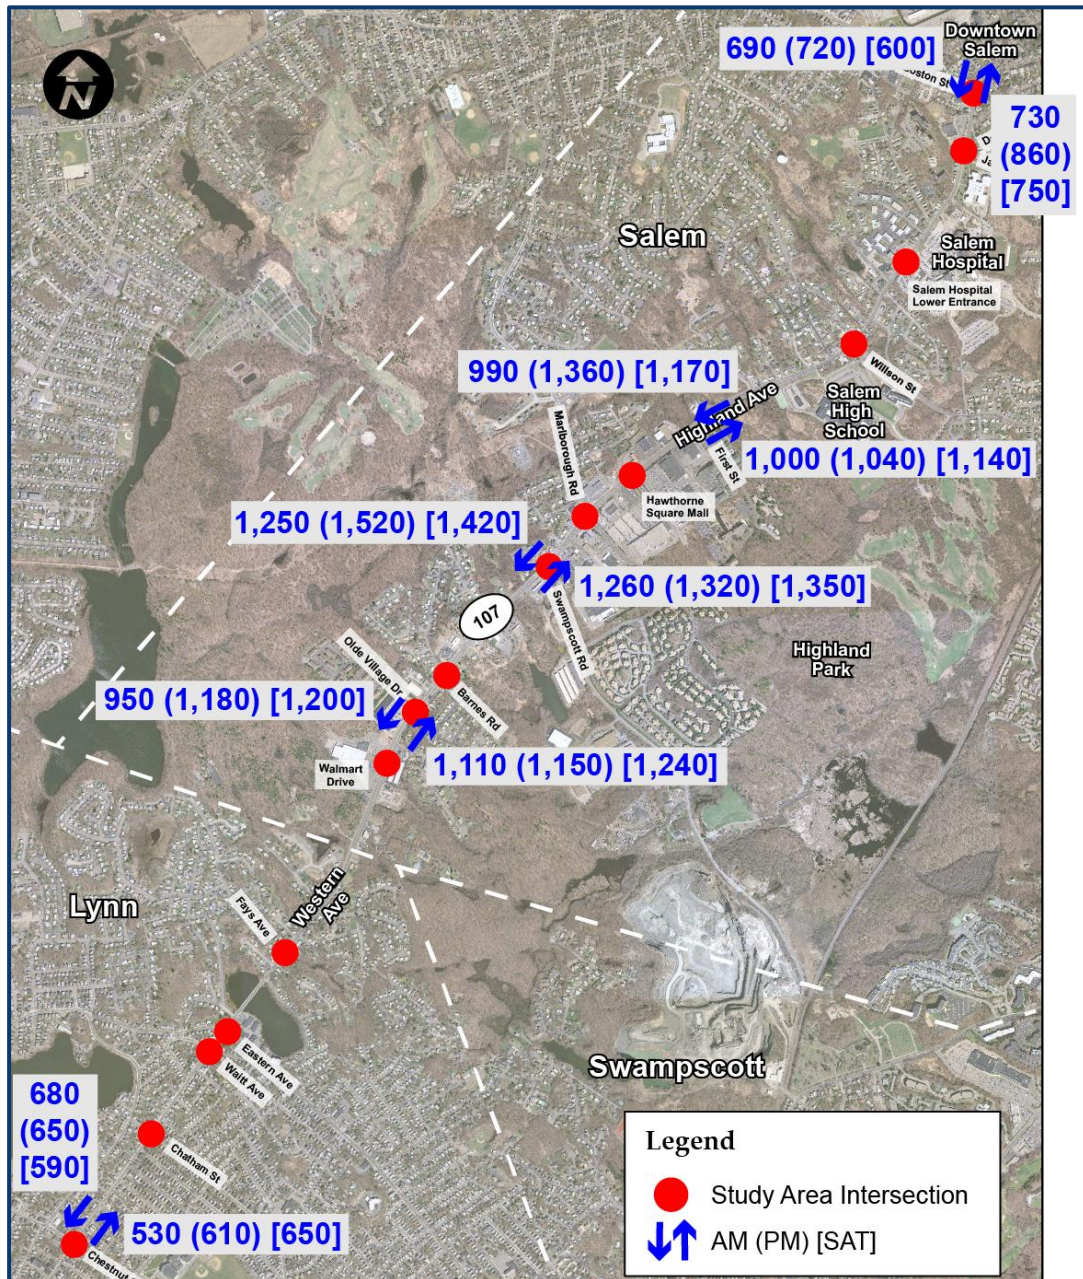 N
Downtown
Salem
690 (720) [600]
730
(860)
[750]
Salem
Salem
Hospital
Salem Hospital
Lower Entrance
Willson St
Salem
High
School
990 (1,360) [1,170]
Highland Ave
First St
1,000 (1,040) [1,140]
Marlborough Rd
Hawthorne
Square Mall
1,250 (1,520) [1,420]
1,260 (1,320) [1,350]
Swampscott Rd
107
Highland
Park
Olde Village Dr
Barnes Rd
950 (1,180) [1,200]
1,110 (1,150) [1,240]
Walmart
Drive
Lynn
Western
Ave
Fays Ave
Eastern Ave
Waitt Ave
Swampscott
680
(650)
[590]
Chatham St
530 (610) [650]
Chestnut
Legend
Study Area Intersection
AM (PM) [SAT]